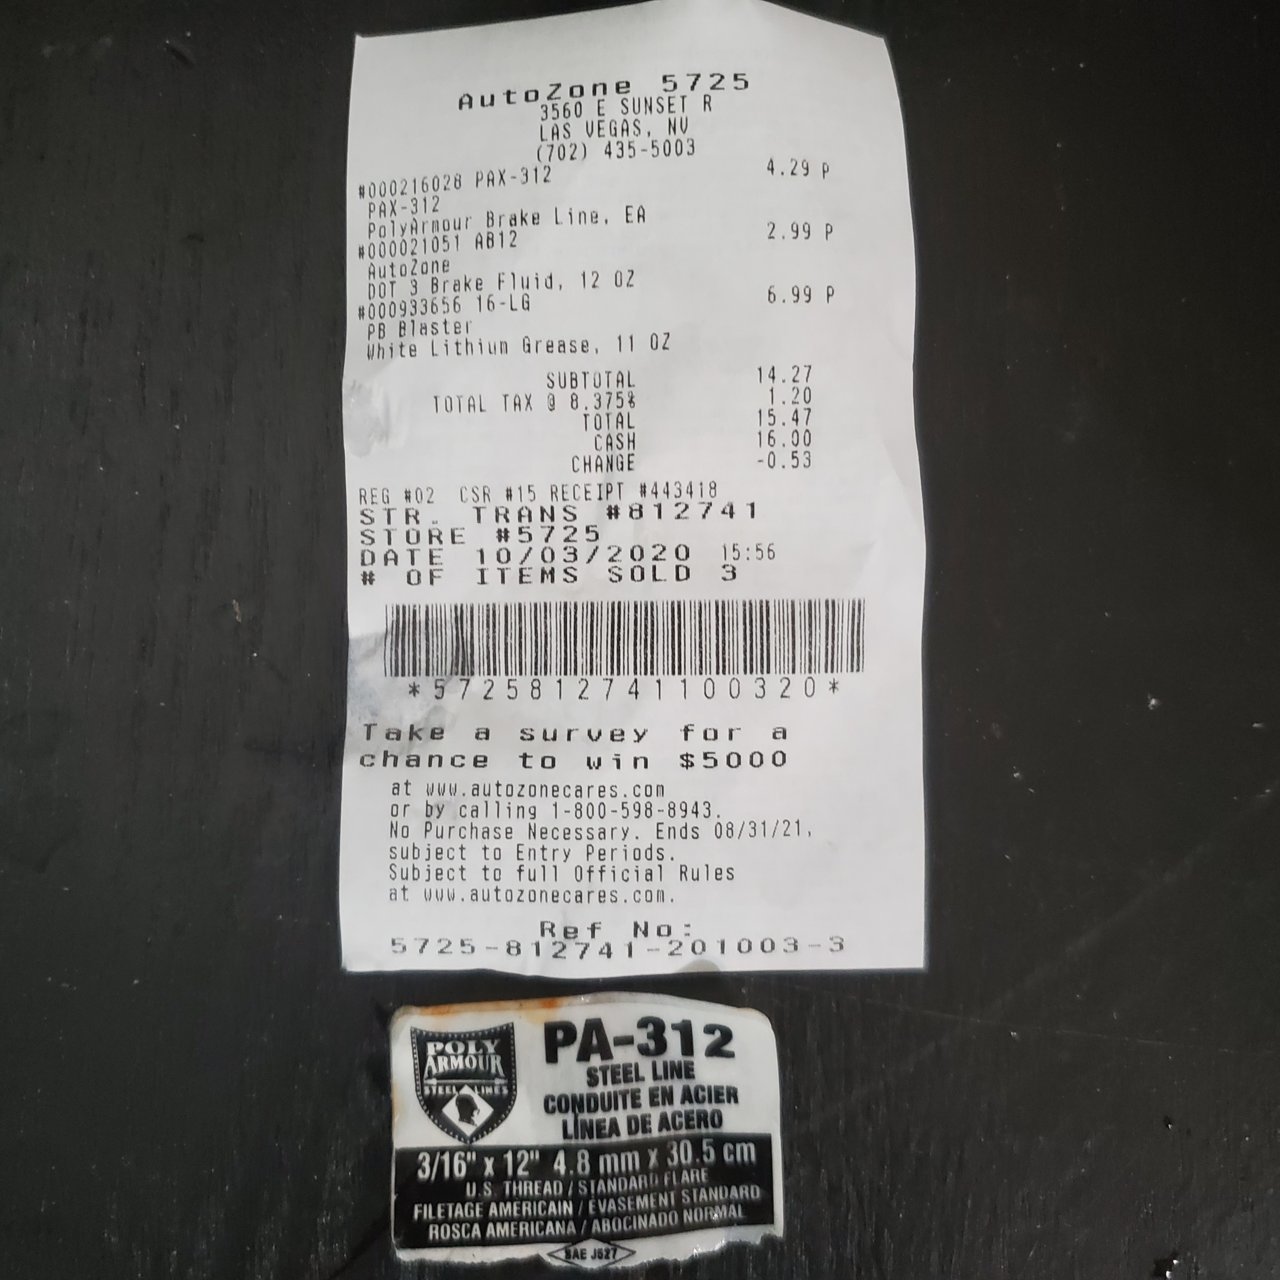 AutoZone 5725
3560 E SUNSET R
LAS VEGAS, NV
(702) 435-5003
#000216028 PAX-312 4.29 P
PAX-312
PolyArmour Brake Line, EA
#000021051 AB12 2.99 P
AutoZone
DOT 3 Brake Fluid, 12 OZ
#000933656 16-LG 6.99 P
PB Blaster
White Lithium Grease, 11 OZ
SUBTOTAL 14.27
TOTAL TAX @ 8.375% 1.20
TOTAL 15.47
CASH 16.00
CHANGE -0.53
REG #02 CSR #15 RECEIPT #443418
STR. TRANS #812741
STORE #5725
DATE 10/03/2020 15:56
# OF ITEMS SOLD 3
*5725812741100320*
Take a survey for a
chance to win $5000
at www.autozonecares.com
or by calling 1-800-598-8943.
No Purchase Necessary. Ends 08/31/21,
subject to Entry Periods.
Subject to full Official Rules
at www.autozonecares.com.
Ref No:
5725-812741-201003-3
POLY
ARMOUR
STEEL LINES
PA-312
STEEL LINE
CONDUITE EN ACIER
LÍNEA DE ACERO
3/16" x 12" 4.8 mm x 30.5 cm
U.S. THREAD / STANDARD FLARE
FILETAGE AMERICAIN / ÉVASEMENT STANDARD
ROSCA AMERICANA / ABOCINADO NORMAL
SAE J527